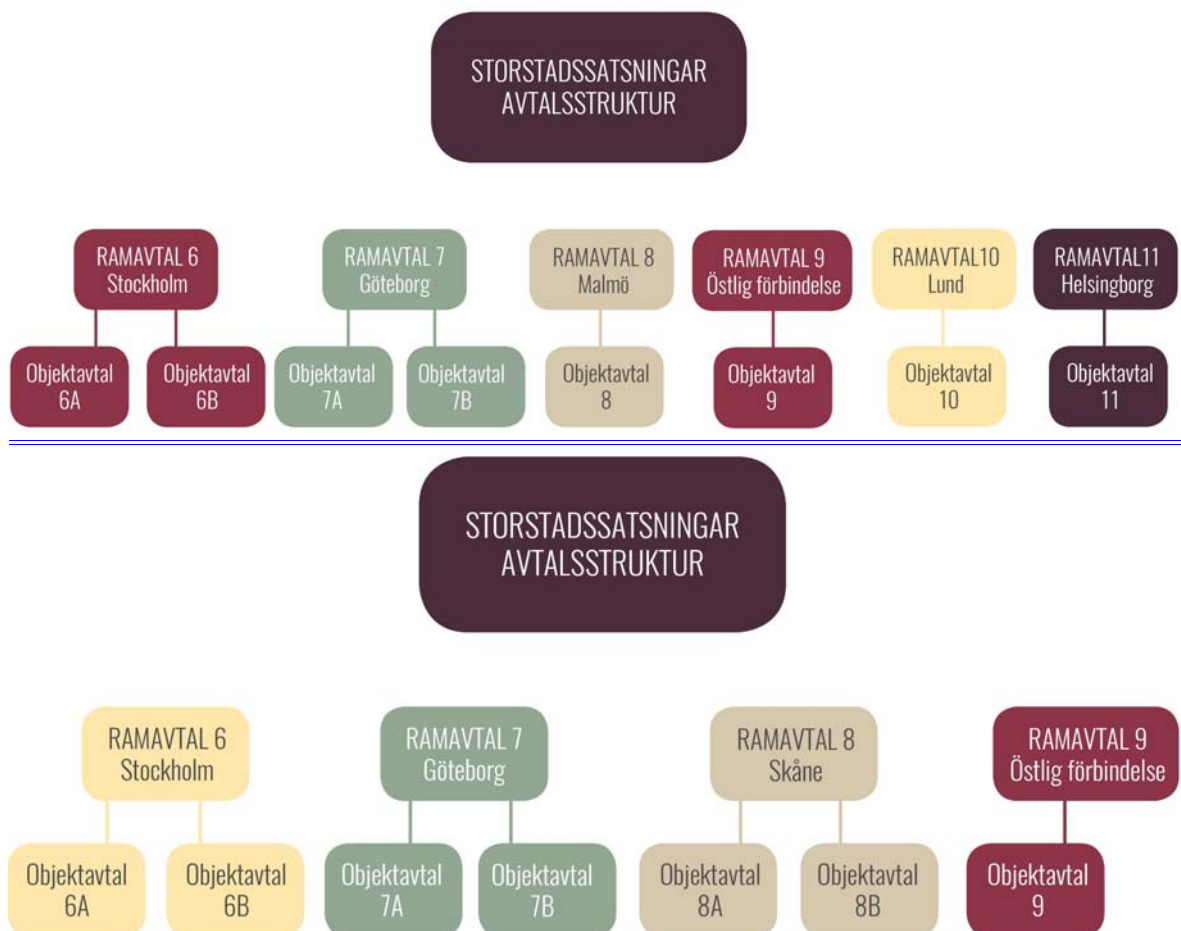 STORSTADSSATSNINGAR
AVTALSSTRUKTUR
RAMAVTAL 6
Stockholm
RAMAVTAL 7
Göteborg
RAMAVTAL 8
Malmö
RAMAVTAL 9
Östlig förbindelse
RAMAVTAL10
Lund
RAMAVTAL11
Helsingborg
Objektavtal
6A
Objektavtal
6B
Objektavtal
7A
Objektavtal
7B
Objektavtal
8
Objektavtal
9
Objektavtal
10
Objektavtal
11
STORSTADSSATSNINGAR
AVTALSSTRUKTUR
RAMAVTAL 6
Stockholm
RAMAVTAL 7
Göteborg
RAMAVTAL 8
Skåne
RAMAVTAL 9
Östlig förbindelse
Objektavtal
6A
Objektavtal
6B
Objektavtal
7A
Objektavtal
7B
Objektavtal
8A
Objektavtal
8B
Objektavtal
9